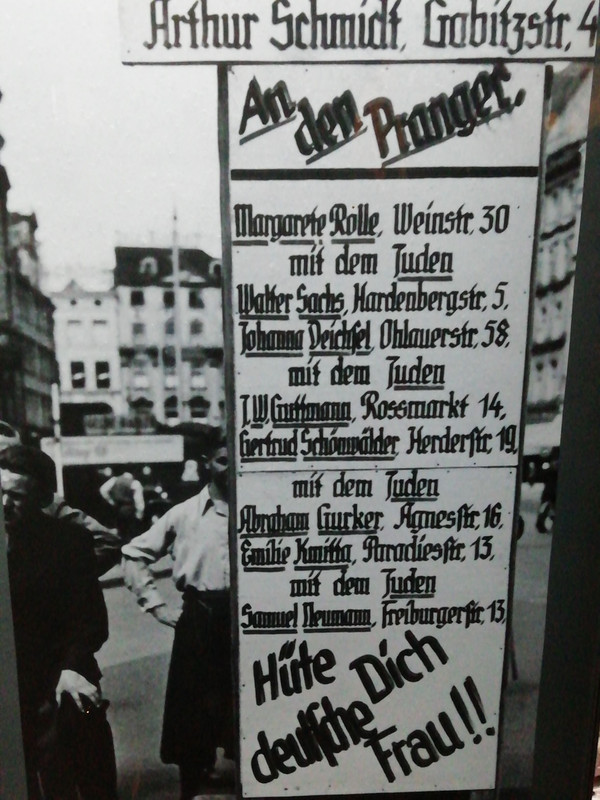 Arthur Schmidt, Gabitzstr. 4
An den Pranger.
Margarete Rolle, Weinstr. 30
mit dem Juden
Walter Sachs, Hardenbergstr. 5.
Johanna Deichsel, Ohlauerstr. 58.
mit dem Juden
J.W. Guttmann, Rossmarkt 14.
Gertrud Schönwälder, Herderstr. 19.
mit dem Juden
Abraham Gurker, Agnesstr. 16.
Emilie Kwitta, Paradiesstr. 13.
mit dem Juden
Samuel Neumann, Freiburgerstr. 13.
Hüte Dich
deutsche
Frau!!